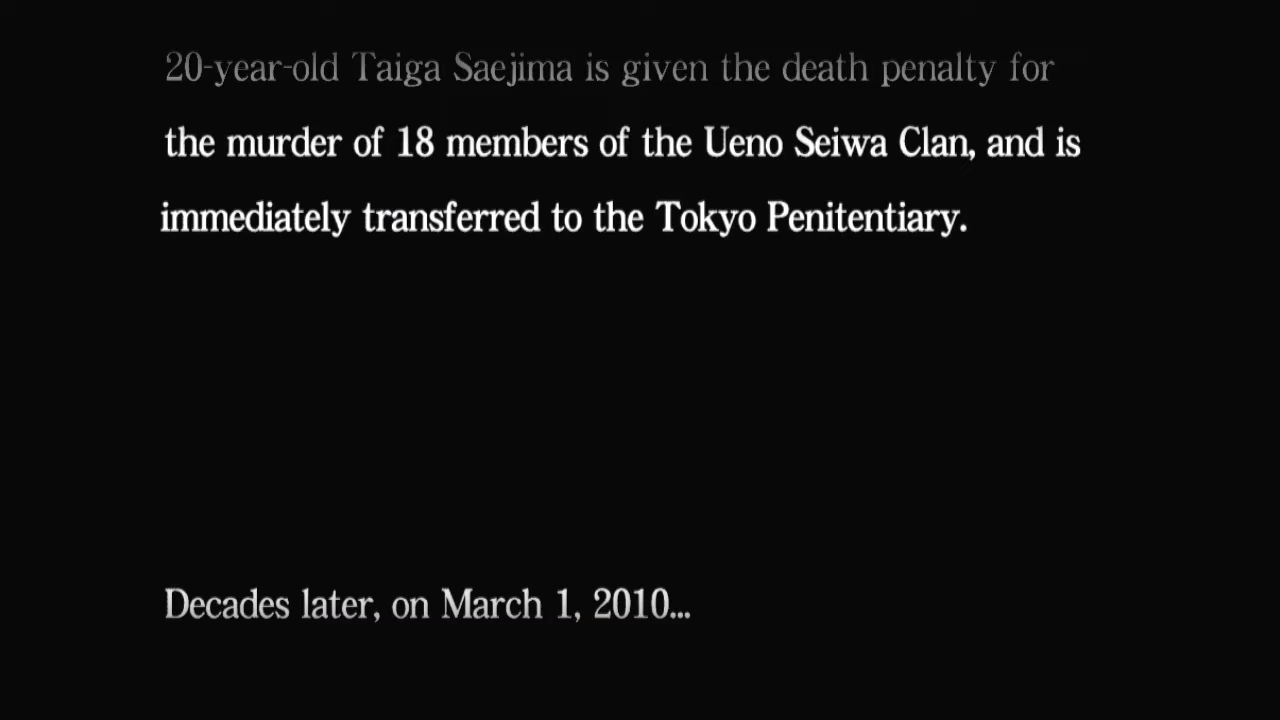 20-year-old Taiga Saejima is given the death penalty for
the murder of 18 members of the Ueno Seiwa Clan, and is
immediately transferred to the Tokyo Penitentiary.
Decades later, on March 1, 2010...